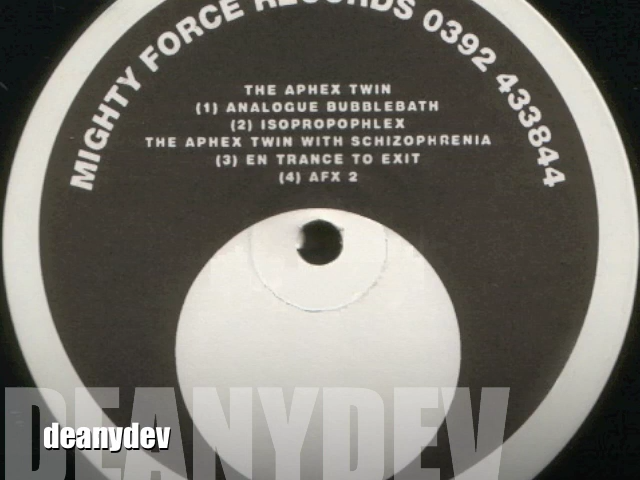 MIGHTY FORCE RECORDS 0392 433844
THE APHEX TWIN
(1) ANALOGUE BUBBLEBATH
(2) ISOPROPOPHLEX
THE APHEX TWIN WITH SCHIZOPHRENIA
(3) EN TRANCE TO EXIT
(4) AFX 2
DEANYDEV
deanydev